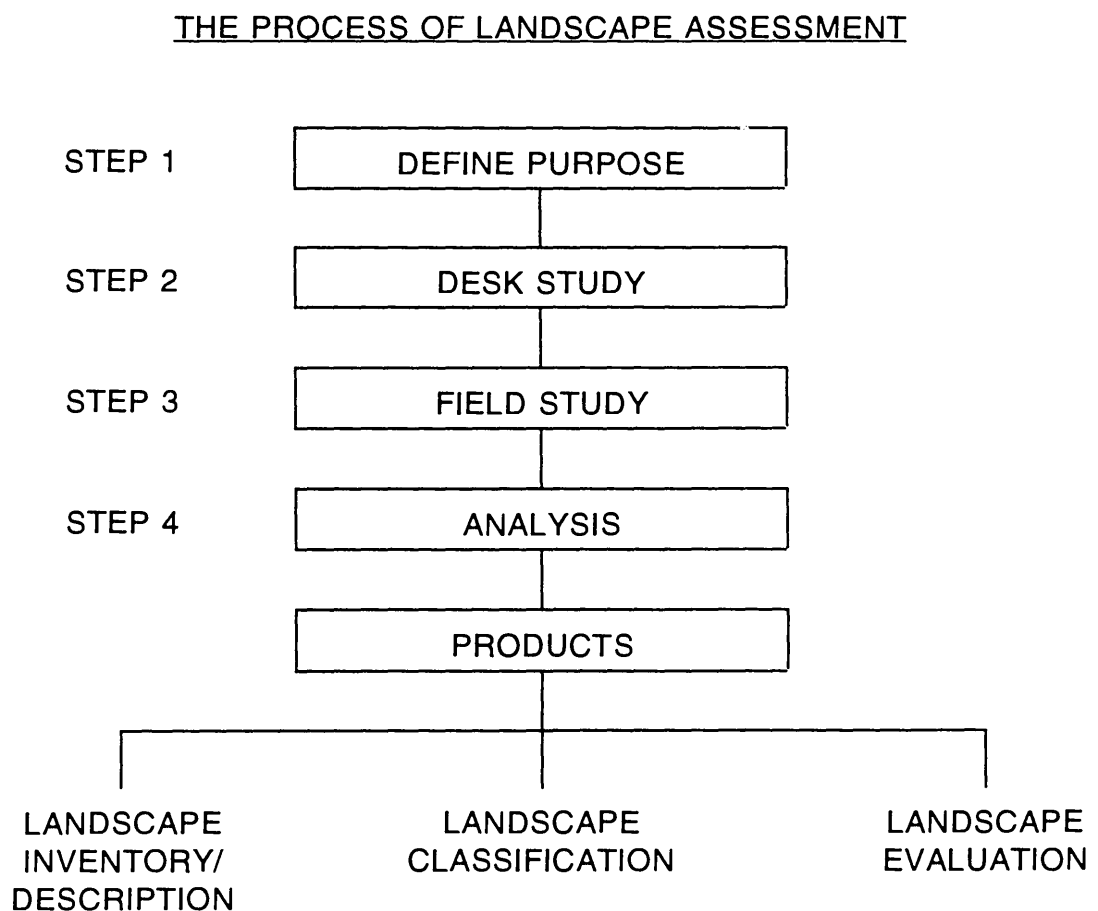 THE PROCESS OF LANDSCAPE ASSESSMENT
STEP 1
DEFINE PURPOSE
STEP 2
DESK STUDY
STEP 3
FIELD STUDY
STEP 4
ANALYSIS
PRODUCTS
LANDSCAPE
INVENTORY/
DESCRIPTION
LANDSCAPE
CLASSIFICATION
LANDSCAPE
EVALUATION